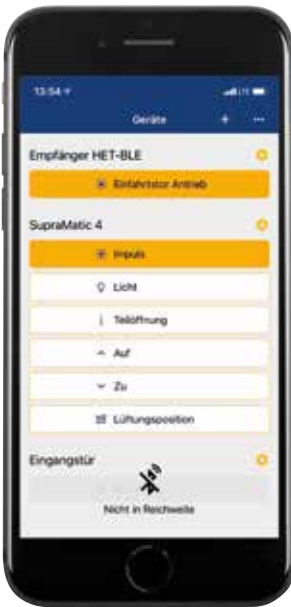 13:54
LTE
Geräte
+ ...
Empfänger HET-BLE
Einfahrtstor Antrieb
SupraMatic 4
Impuls
Licht
Teilöffnung
Auf
Zu
Lüftungsposition
Eingangstür
Nicht in Reichweite